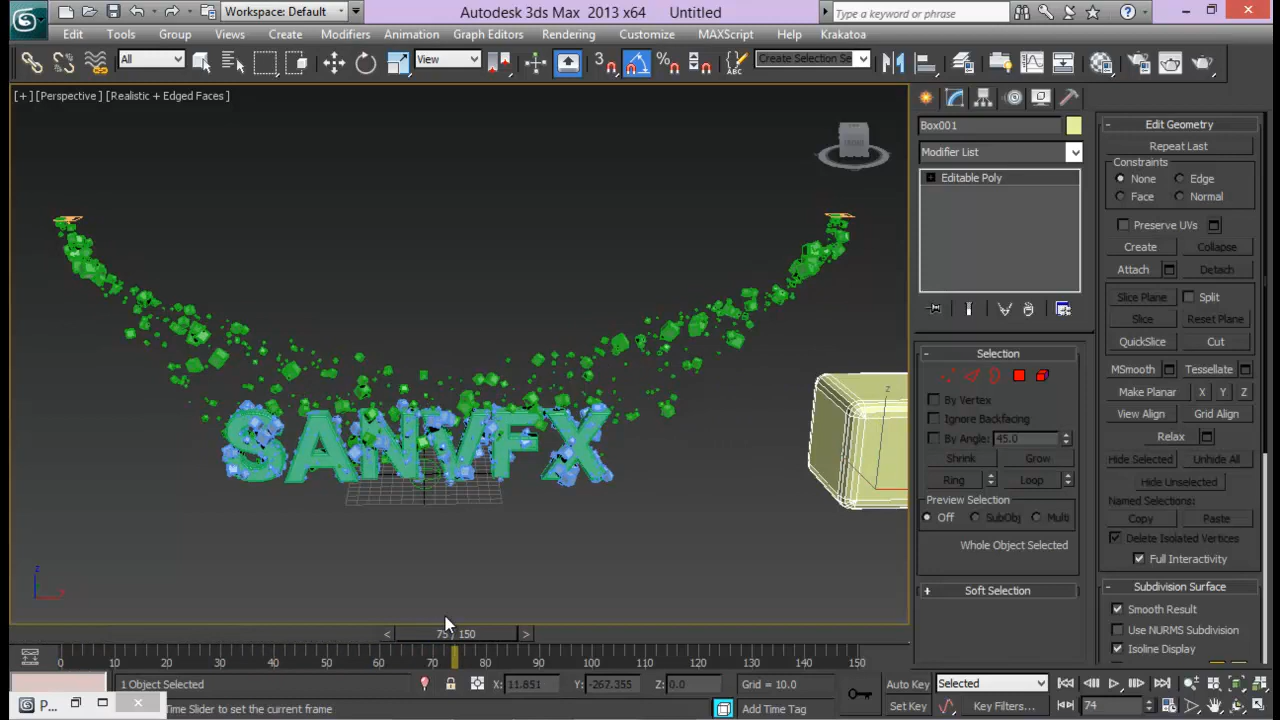 Workspace: Default
Autodesk 3ds Max 2013 x64 Untitled
Type a keyword or phrase
Edit Tools Group Views Create Modifiers Animation Graph Editors Rendering Customize MAXScript Help Krakatoa
All View 3 ABC Create Selection Se
[+] [Perspective ] [Realistic + Edged Faces ]
Box001
Modifier List
Editable Poly
Selection
By Vertex
Ignore Backfacing
By Angle: 45.0
Shrink Grow
Ring Loop
Preview Selection
Off SubObj Multi
Whole Object Selected
Soft Selection
Edit Geometry
Repeat Last
Constraints
None Edge
Face Normal
Preserve UVs
Create Collapse
Attach Detach
Slice Plane Split
Slice Reset Plane
QuickSlice Cut
MSmooth Tessellate
Make Planar X Y Z
View Align Grid Align
Relax
Hide Selected Unhide All
Hide Unselected
Named Selections:
Copy Paste
Delete Isolated Vertices
Full Interactivity
Subdivision Surface
Smooth Result
Use NURMS Subdivision
Isoline Display
SANVFX
z
z
< 75 / 150 >
0 10 20 30 40 50 60 70 80 90 100 110 120 130 140 150
1 Object Selected X: 11.851 Y: -267.355 Z: 0.0 Grid = 10.0 Auto Key Selected
P... Time Slider to set the current frame Add Time Tag Set Key Key Filters... 74